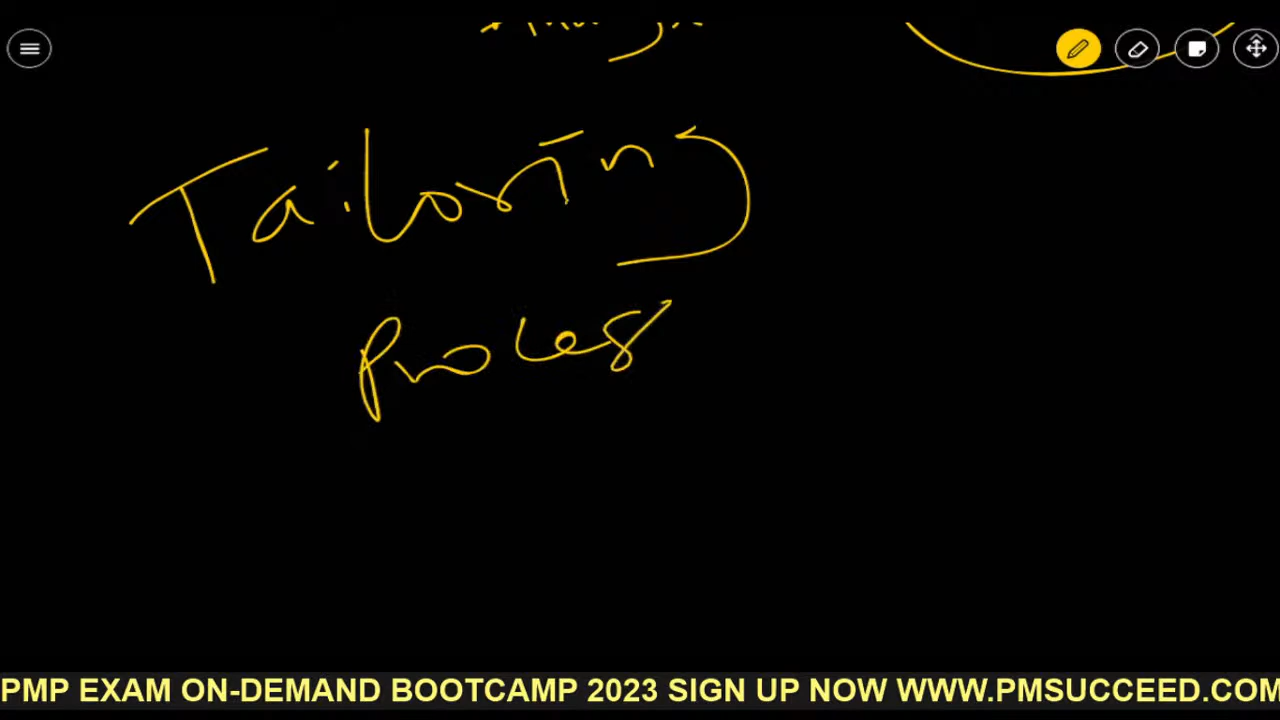 Tailoring
Process
PMP EXAM ON-DEMAND BOOTCAMP 2023 SIGN UP NOW WWW.PMSUCCEED.COM